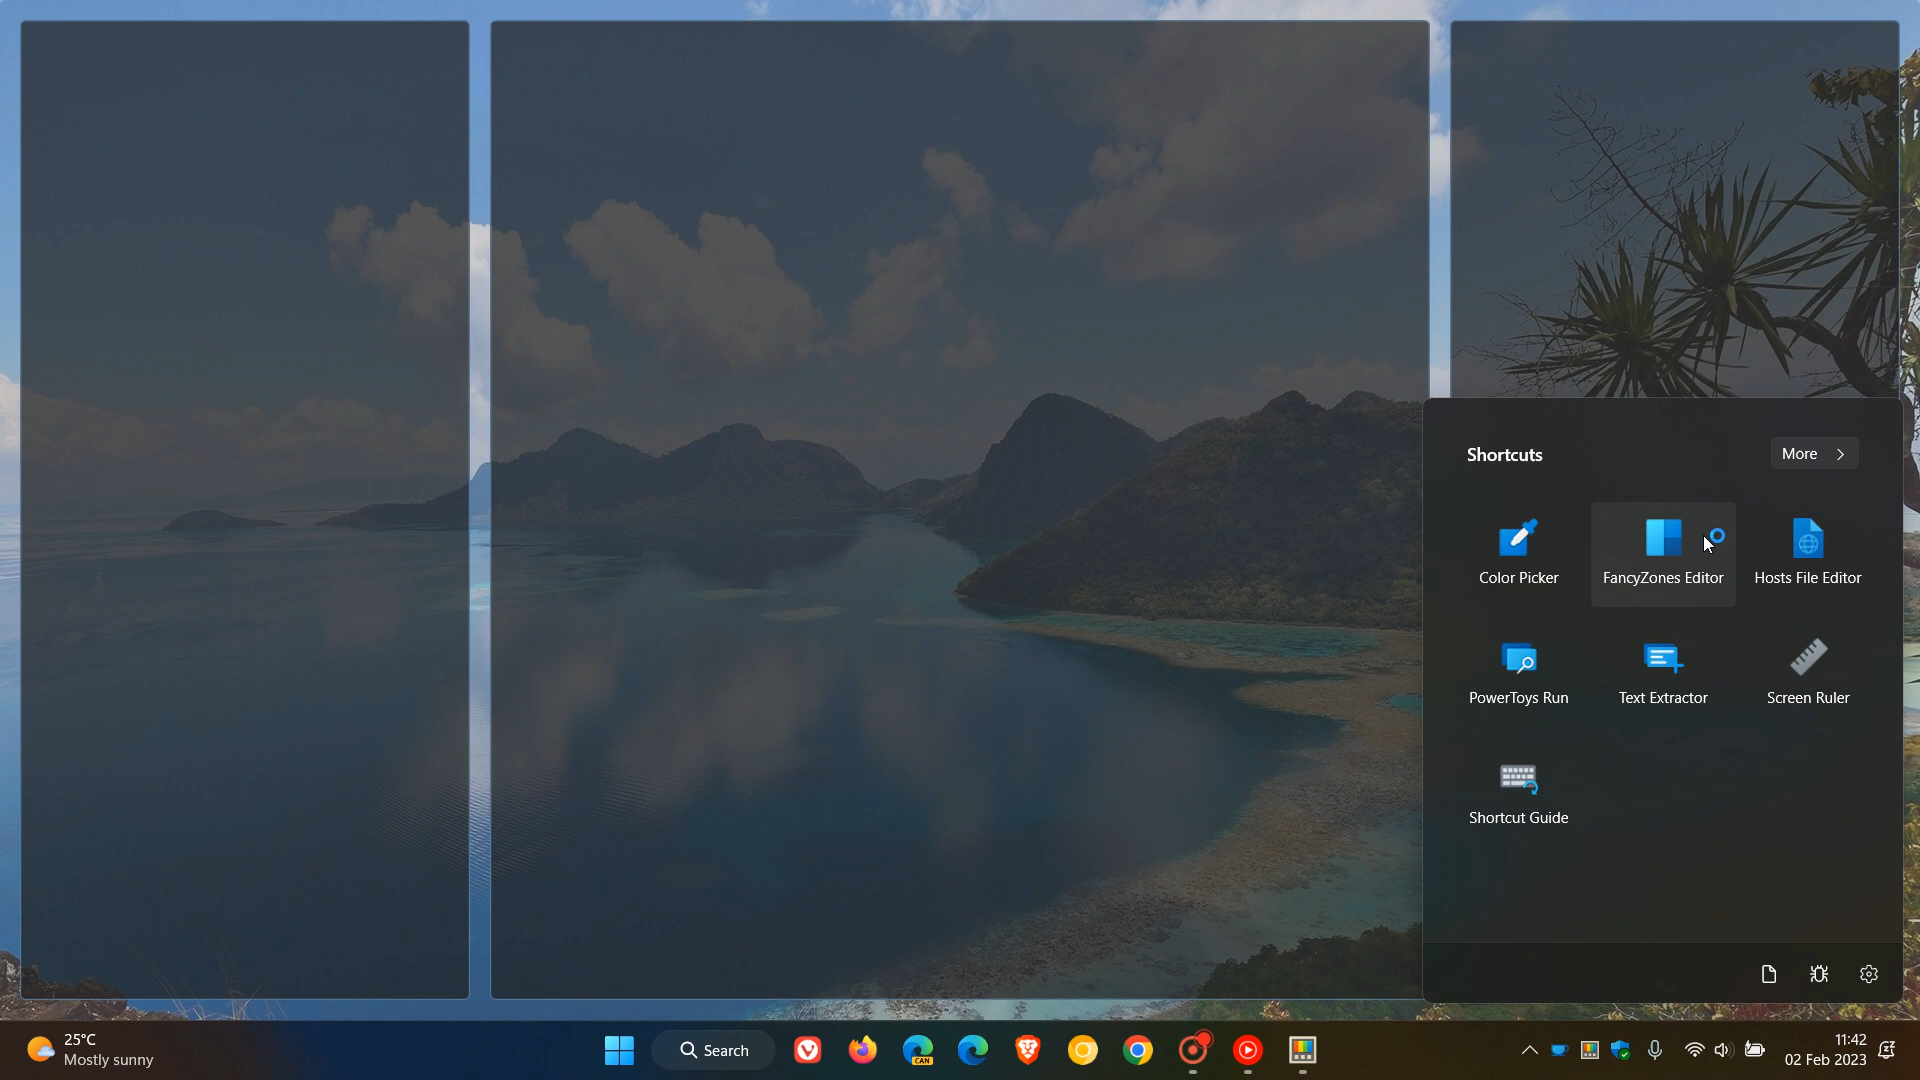 Shortcuts
More
Color Picker
FancyZones Editor
Hosts File Editor
PowerToys Run
Text Extractor
Screen Ruler
Shortcut Guide
25°C
Mostly sunny
Search
CAN
11:42
02 Feb 2023